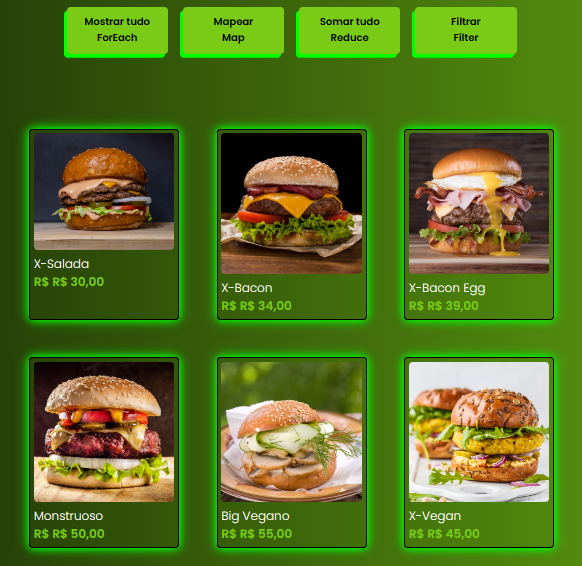 Mostrar tudo
ForEach
Mapear
Map
Somar tudo
Reduce
Filtrar
Filter
X-Salada
R$ R$ 30,00
X-Bacon
R$ R$ 34,00
X-Bacon Egg
R$ R$ 39,00
Monstruoso
R$ R$ 50,00
Big Vegano
R$ R$ 55,00
X-Vegan
R$ R$ 45,00